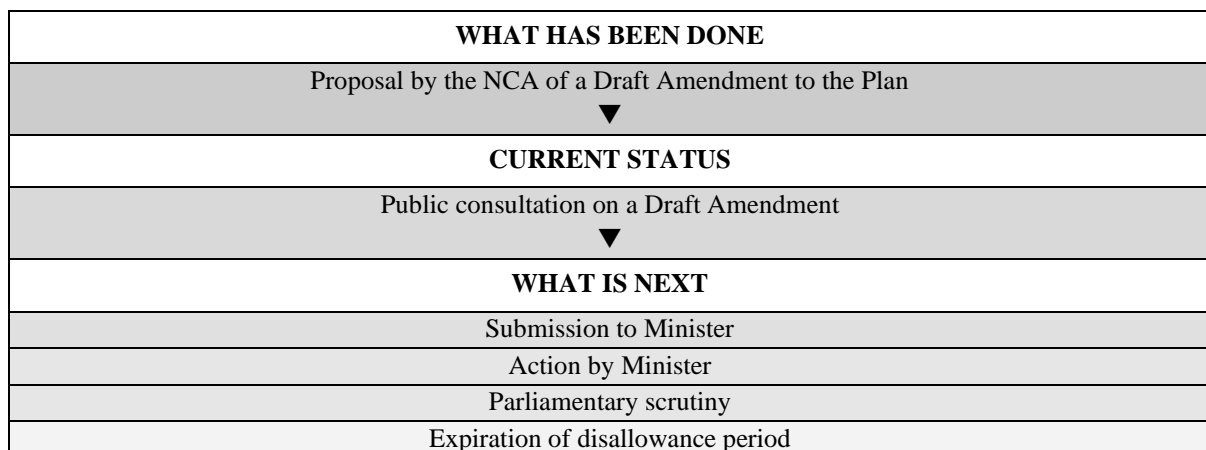 WHAT HAS BEEN DONE
Proposal by the NCA of a Draft Amendment to the Plan
▼
CURRENT STATUS
Public consultation on a Draft Amendment
▼
WHAT IS NEXT
Submission to Minister
Action by Minister
Parliamentary scrutiny
Expiration of disallowance period